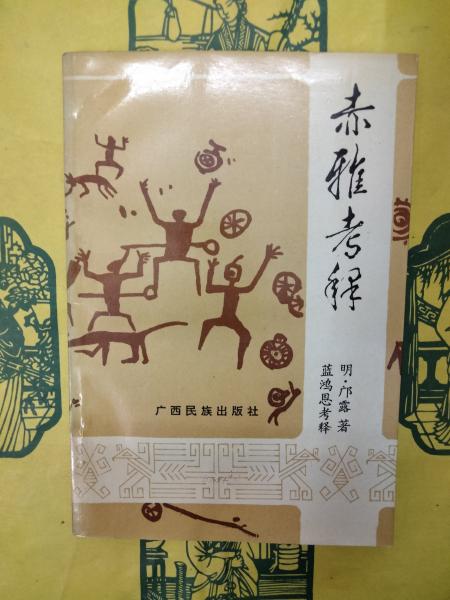 赤雅考释
明·邝露 著
蓝鸿恩考释
广西民族出版社